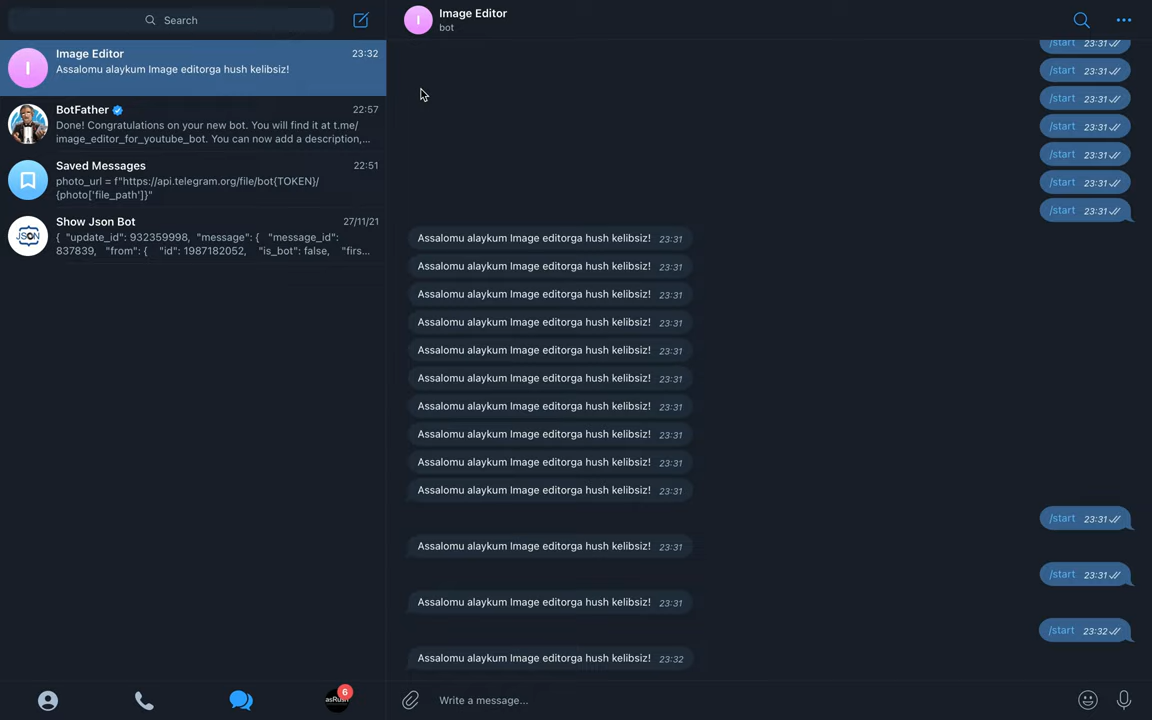 Search
Image Editor
23:32
Assalomu alaykum Image editorga hush kelibsiz!
BotFather
22:57
Done! Congratulations on your new bot. You will find it at t.me/
image_editor_for_youtube_bot. You can now add a description,...
Saved Messages
22:51
photo_url = f"https://api.telegram.org/file/bot{TOKEN}/
{photo['file_path']}"
JSON
Show Json Bot
27/11/21
{ "update_id": 932359998, "message": { "message_id":
837839, "from": { "id": 1987182052, "is_bot": false, "firs...
6
I
Image Editor
bot
/start 23:31
/start 23:31
/start 23:31
/start 23:31
/start 23:31
/start 23:31
/start 23:31
Assalomu alaykum Image editorga hush kelibsiz! 23:31
Assalomu alaykum Image editorga hush kelibsiz! 23:31
Assalomu alaykum Image editorga hush kelibsiz! 23:31
Assalomu alaykum Image editorga hush kelibsiz! 23:31
Assalomu alaykum Image editorga hush kelibsiz! 23:31
Assalomu alaykum Image editorga hush kelibsiz! 23:31
Assalomu alaykum Image editorga hush kelibsiz! 23:31
Assalomu alaykum Image editorga hush kelibsiz! 23:31
Assalomu alaykum Image editorga hush kelibsiz! 23:31
Assalomu alaykum Image editorga hush kelibsiz! 23:31
/start 23:31
Assalomu alaykum Image editorga hush kelibsiz! 23:31
/start 23:31
Assalomu alaykum Image editorga hush kelibsiz! 23:31
/start 23:32
Assalomu alaykum Image editorga hush kelibsiz! 23:32
Write a message...